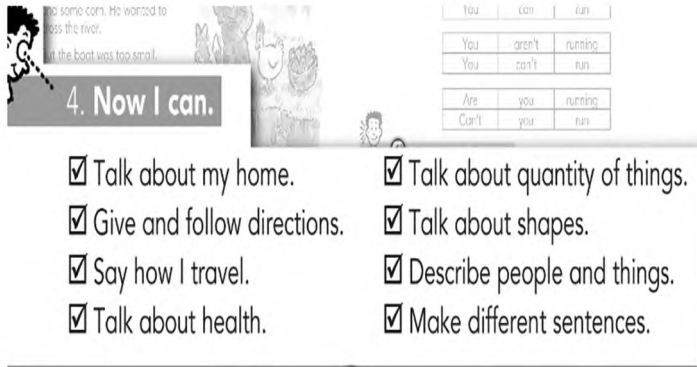 and some corn. He wanted to
cross the river.
but the boat was too small.
You can run
You aren't running
You can't run
Are you running
Can't you run
4. Now I can.
☑ Talk about my home.
☑ Give and follow directions.
☑ Say how I travel.
☑ Talk about health.
☑ Talk about quantity of things.
☑ Talk about shapes.
☑ Describe people and things.
☑ Make different sentences.